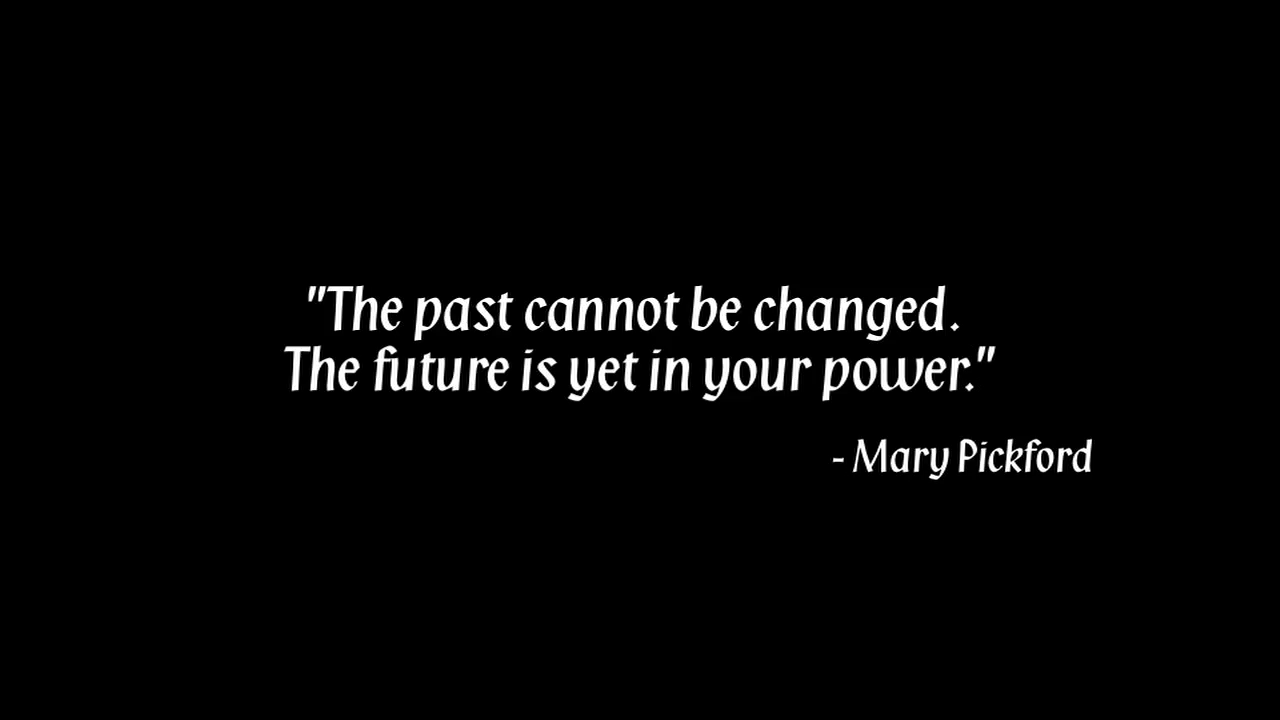 "The past cannot be changed.
The future is yet in your power."
- Mary Pickford